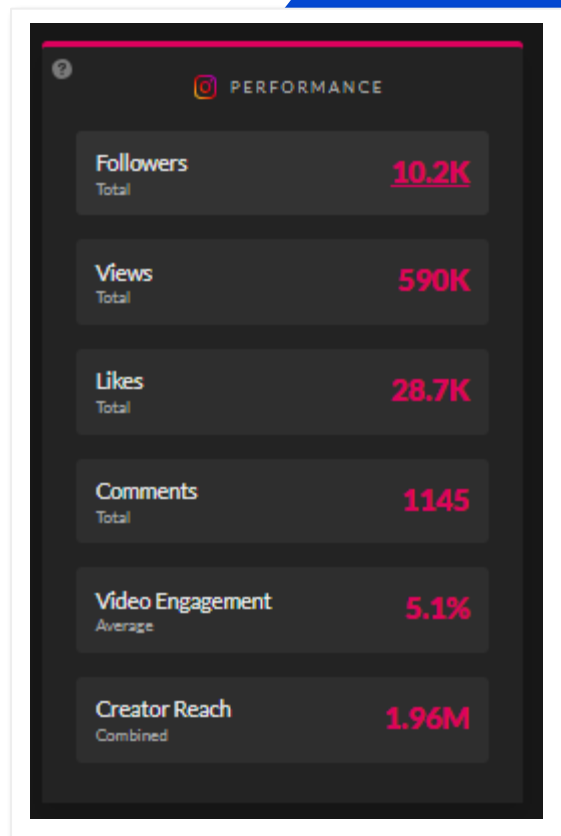 ?
PERFORMANCE
Followers
Total
10.2K
Views
Total
590K
Likes
Total
28.7K
Comments
Total
1145
Video Engagement
Average
5.1%
Creator Reach
Combined
1.96M